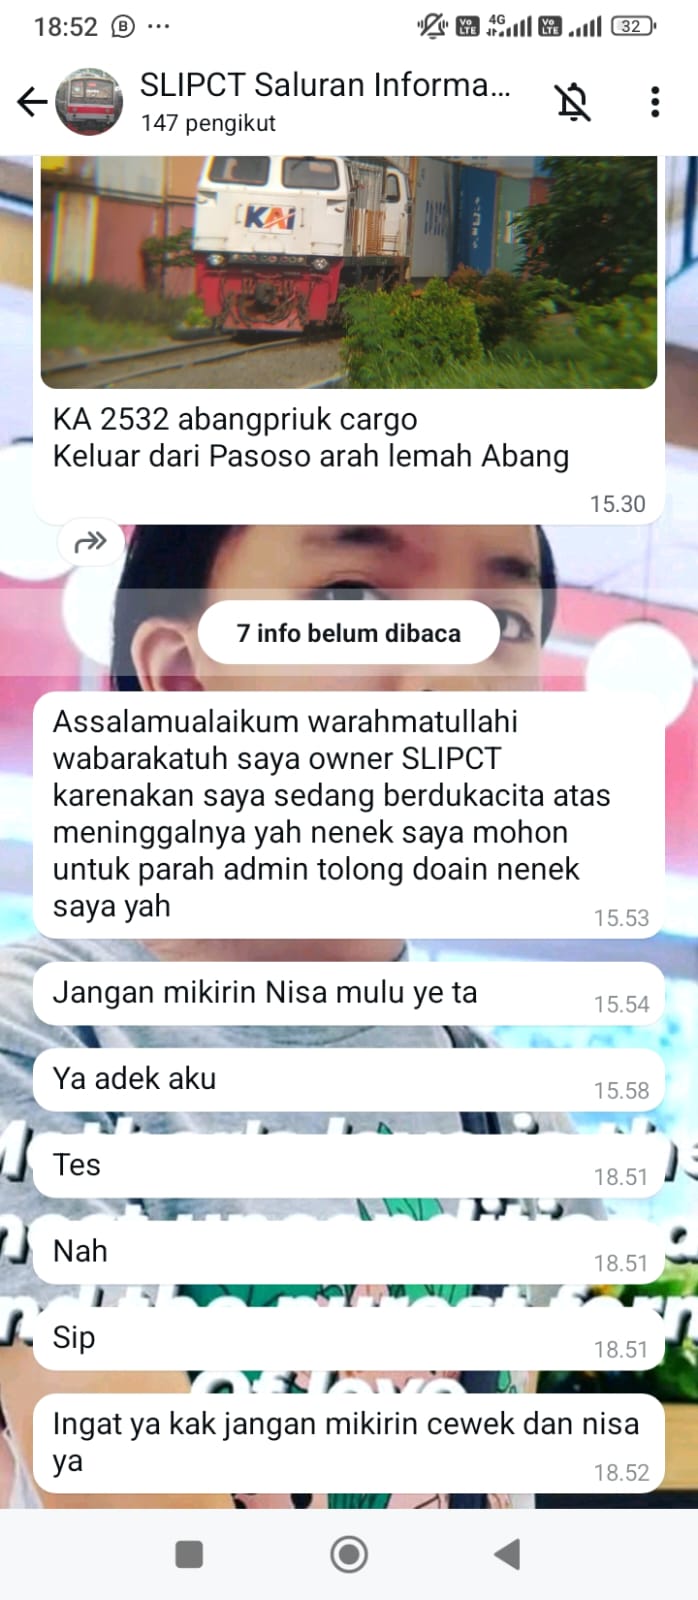 18:52
4G
32
SLIPCT Saluran Informa...
147 pengikut
KAI
KA 2532 abangpriuk cargo
Keluar dari Pasoso arah lemah Abang
15.30
7 info belum dibaca
Assalamualaikum warahmatullahi
wabarakatuh saya owner SLIPCT
karenakan saya sedang berdukacita atas
meninggalnya yah nenek saya mohon
untuk parah admin tolong doain nenek
saya yah
15.53
Jangan mikirin Nisa mulu ye ta
15.54
Ya adek aku
15.58
Tes
18.51
Nah
18.51
Sip
18.51
Ingat ya kak jangan mikirin cewek dan nisa
ya
18.52